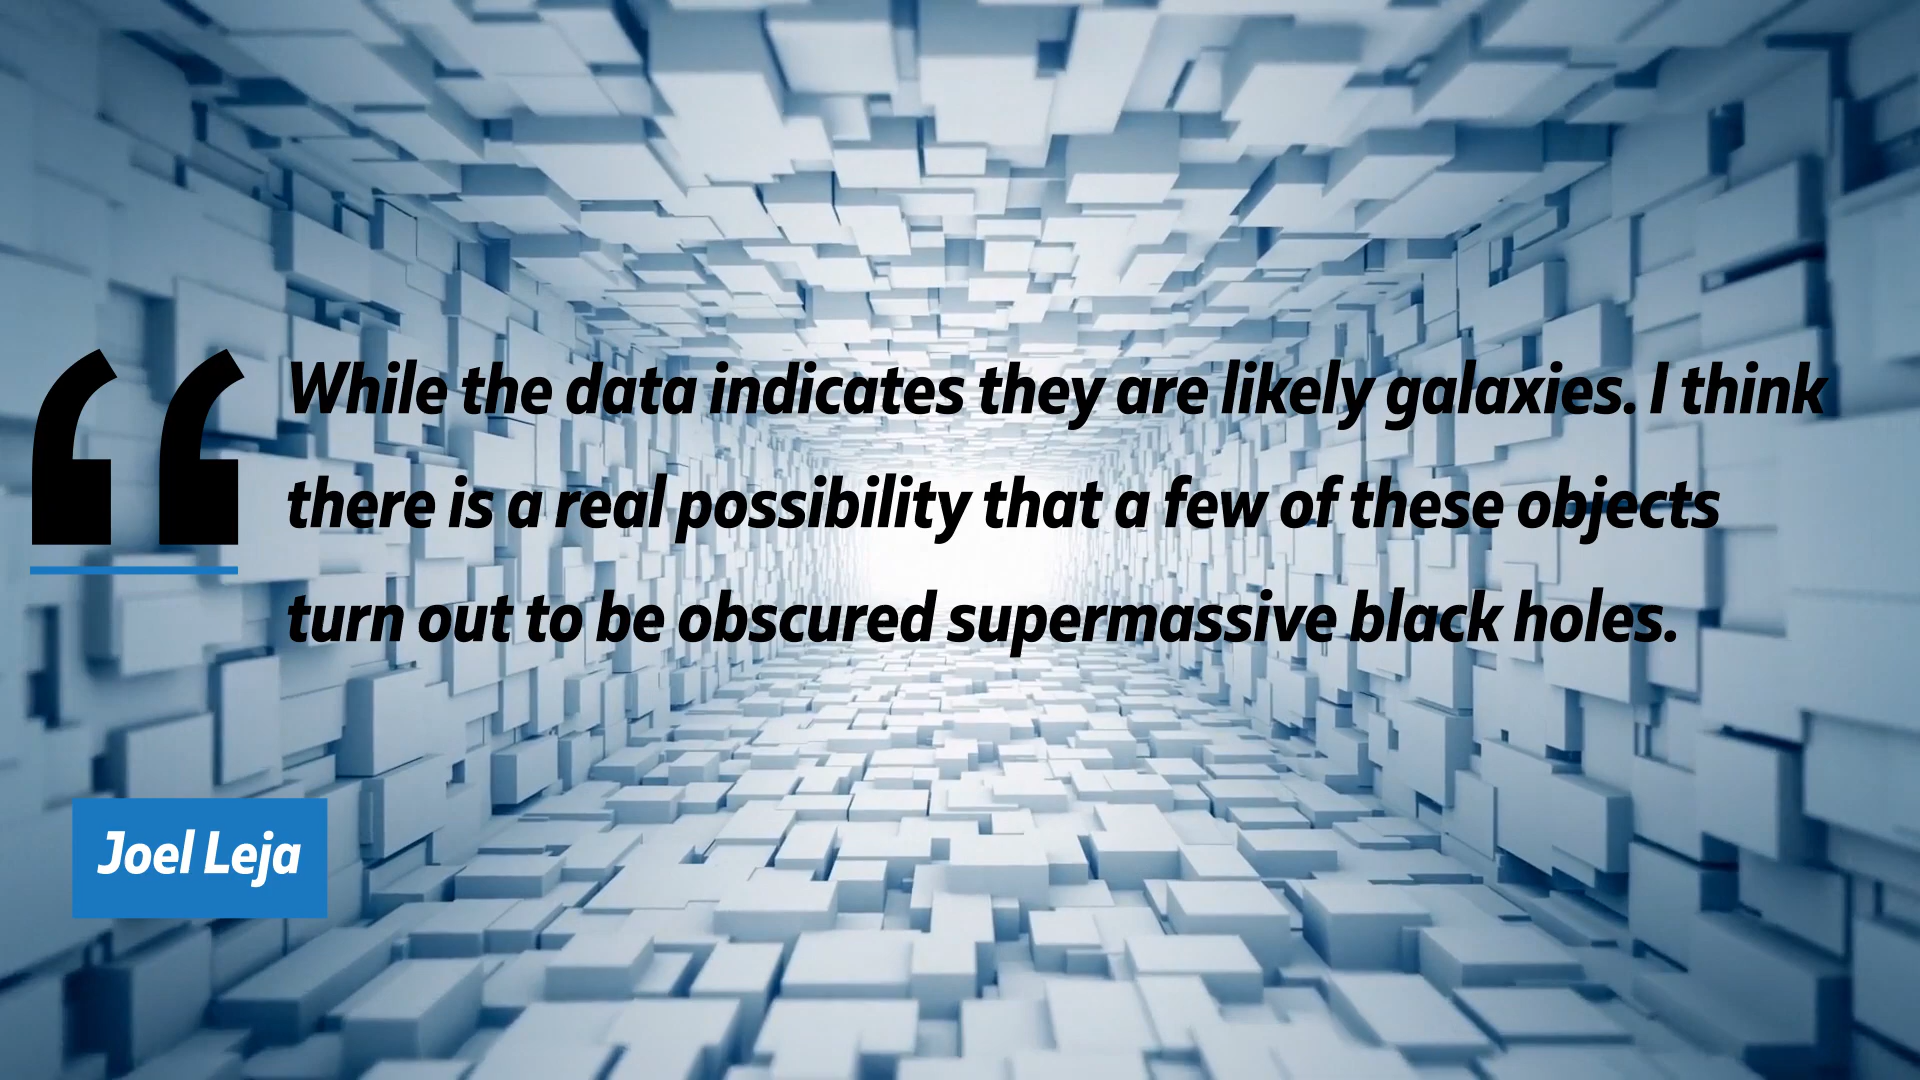 “
While the data indicates they are likely galaxies. I think
there is a real possibility that a few of these objects
turn out to be obscured supermassive black holes.
Joel Leja